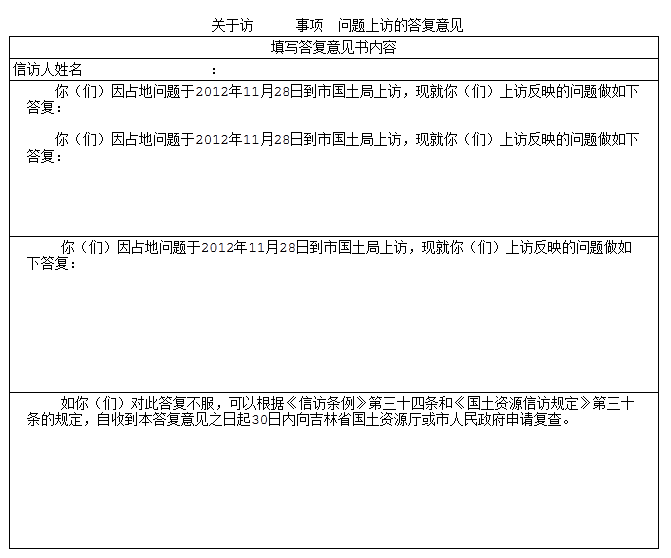 关于访　　　事项　问题上访的答复意见
填写答复意见书内容
信访人姓名　　　　　　　　　：
你（们）因占地问题于2012年11月28日到市国土局上访，现就你（们）上访反映的问题做如下
答复：
你（们）因占地问题于2012年11月28日到市国土局上访，现就你（们）上访反映的问题做如下
答复：
你（们）因占地问题于2012年11月28日到市国土局上访，现就你（们）上访反映的问题做如
下答复：
如你（们）对此答复不服，可以根据《信访条例》第三十四条和《国土资源信访规定》第三十
条的规定，自收到本答复意见之日起30日内向吉林省国土资源厅或市人民政府申请复查。